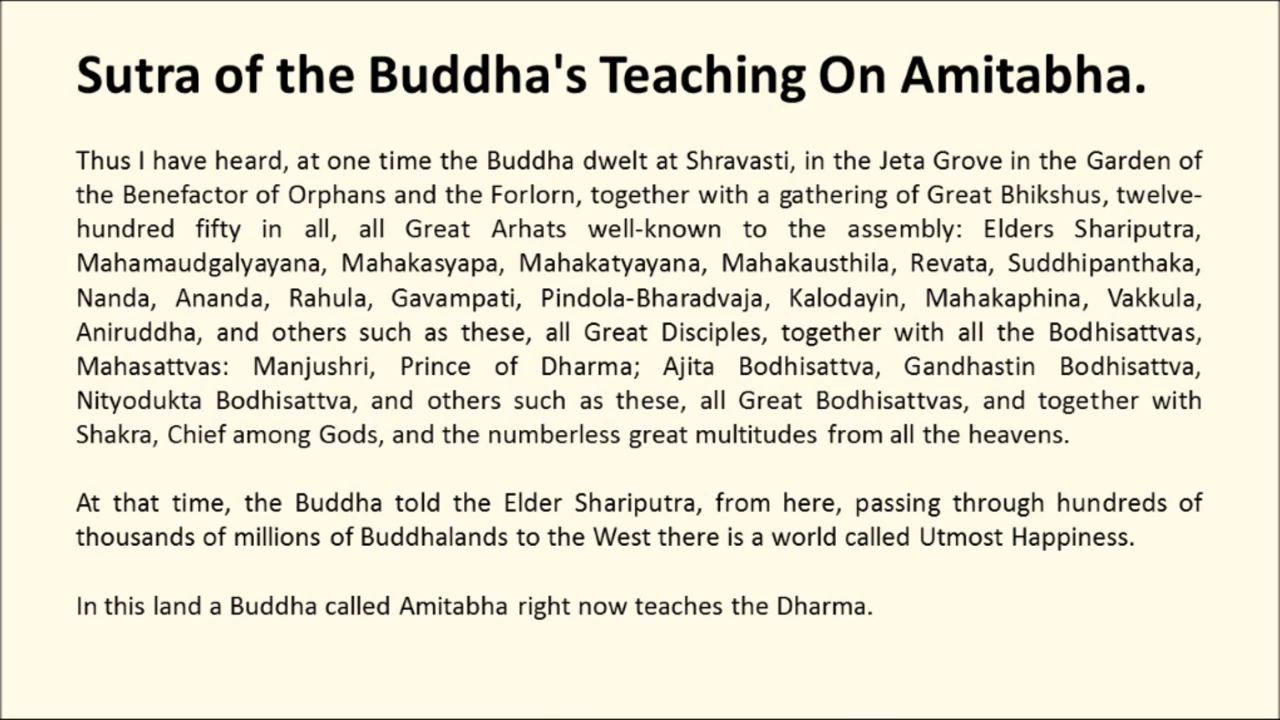 Sutra of the Buddha's Teaching On Amitabha.
Thus I have heard, at one time the Buddha dwelt at Shravasti, in the Jeta Grove in the Garden of
the Benefactor of Orphans and the Forlorn, together with a gathering of Great Bhikshus, twelve-
hundred fifty in all, all Great Arhats well-known to the assembly: Elders Shariputra,
Mahamaudgalyayana, Mahakasyapa, Mahakatyayana, Mahakausthila, Revata, Suddhipanthaka,
Nanda, Ananda, Rahula, Gavampati, Pindola-Bharadvaja, Kalodayin, Mahakaphina, Vakkula,
Aniruddha, and others such as these, all Great Disciples, together with all the Bodhisattvas,
Mahasattvas: Manjushri, Prince of Dharma; Ajita Bodhisattva, Gandhastin Bodhisattva,
Nityodukta Bodhisattva, and others such as these, all Great Bodhisattvas, and together with
Shakra, Chief among Gods, and the numberless great multitudes from all the heavens.
At that time, the Buddha told the Elder Shariputra, from here, passing through hundreds of
thousands of millions of Buddhalands to the West there is a world called Utmost Happiness.
In this land a Buddha called Amitabha right now teaches the Dharma.